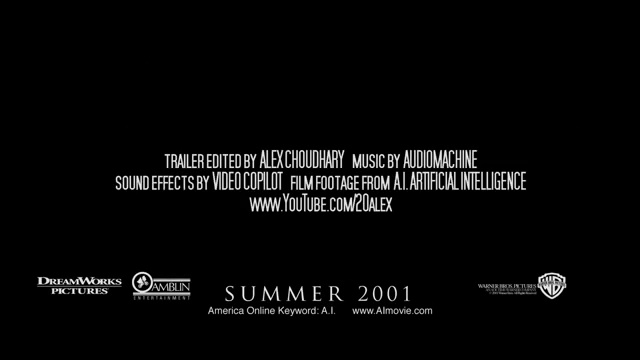 TRAILER EDITED BY ALEX CHOUDHARY MUSIC BY AUDIOMACHINE
SOUND EFFECTS BY VIDEO COPILOT FILM FOOTAGE FROM A.I. ARTIFICIAL INTELLIGENCE
WWW.YOUTUBE.COM/20ALEX
DREAMWORKS
PICTURES
AMBLIN
ENTERTAINMENT
SUMMER 2001
America Online Keyword: A.I. www.AImovie.com
WARNER BROS. PICTURES
WB